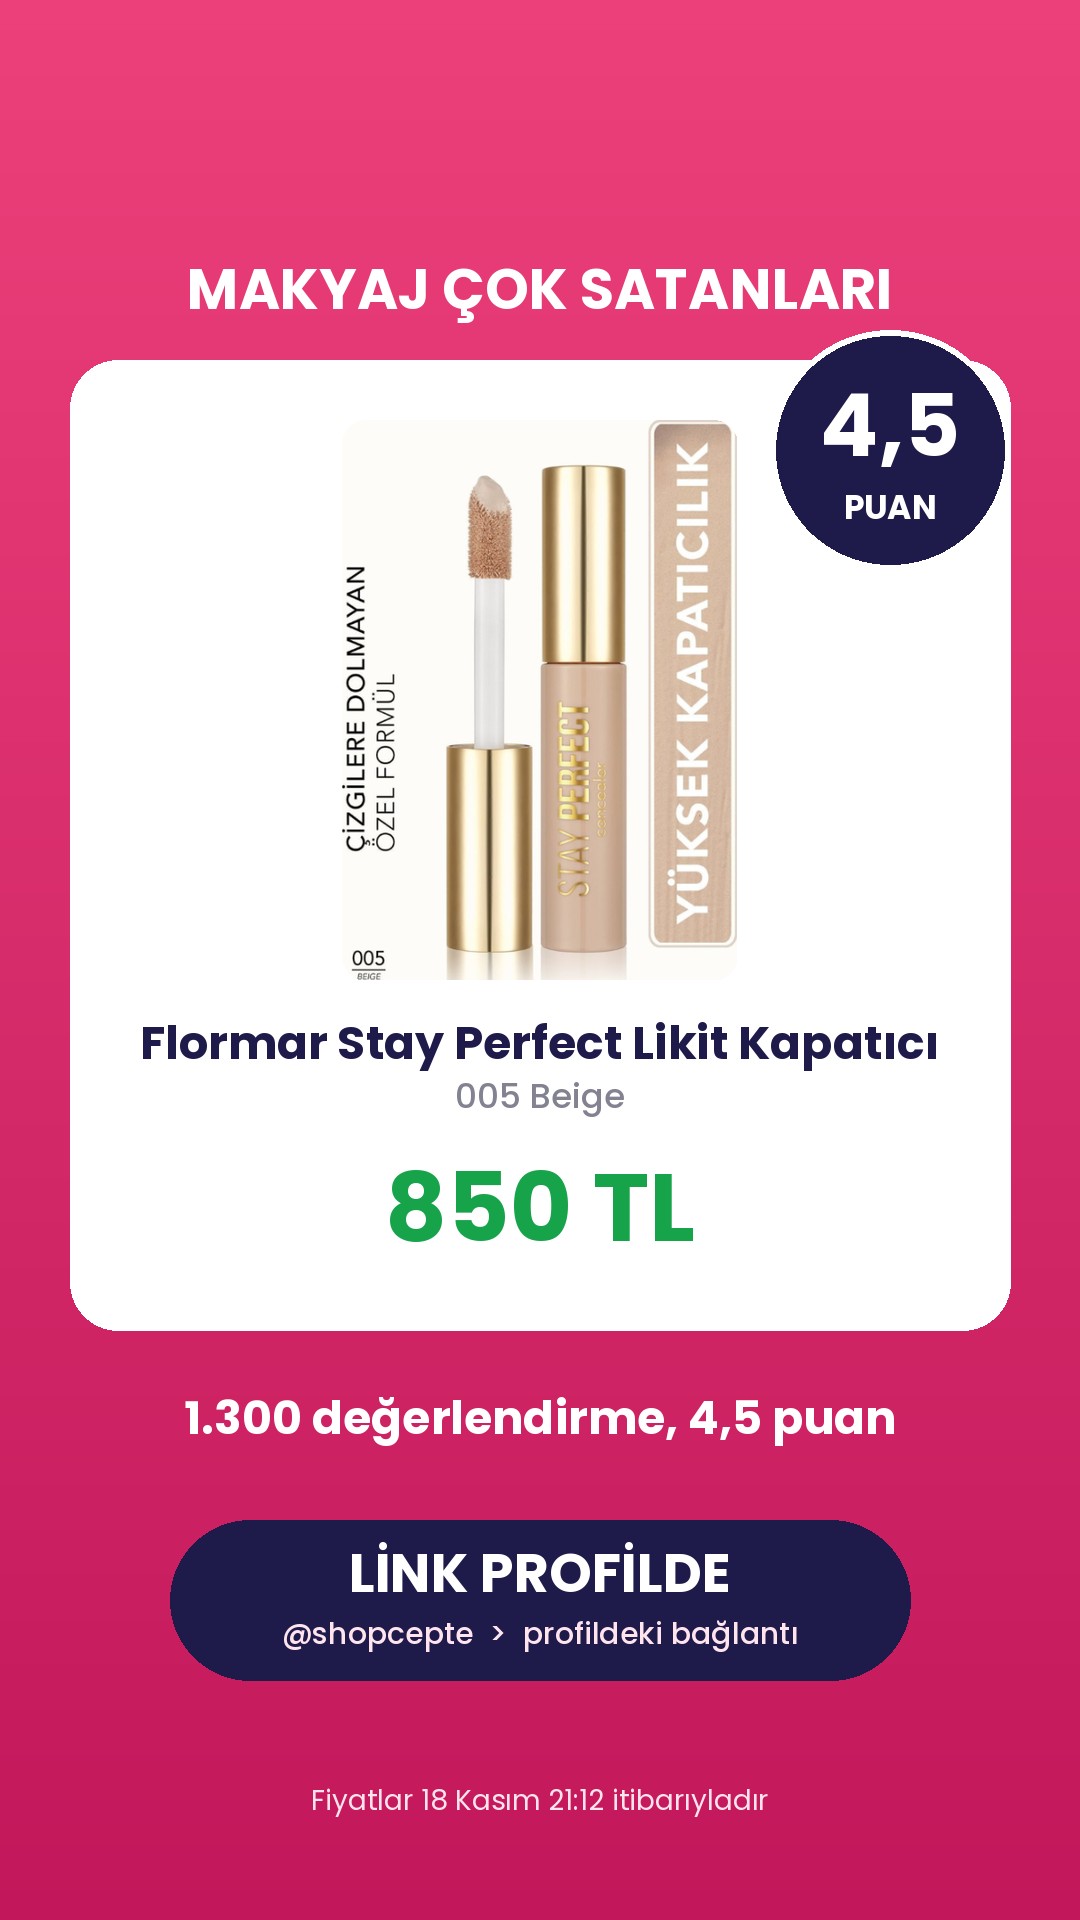 MAKYAJ ÇOK SATANLARI
4,5
PUAN
ÇİZGİLERE DOLMAYAN
ÖZEL FORMÜL
STAY PERFECT
concealer
YÜKSEK KAPATICILIK
005
BEIGE
Flormar Stay Perfect Likit Kapatıcı
005 Beige
850 TL
1.300 değerlendirme, 4,5 puan
LİNK PROFİLDE
@shopcepte > profildeki bağlantı
Fiyatlar 18 Kasım 21:12 itibarıyladır